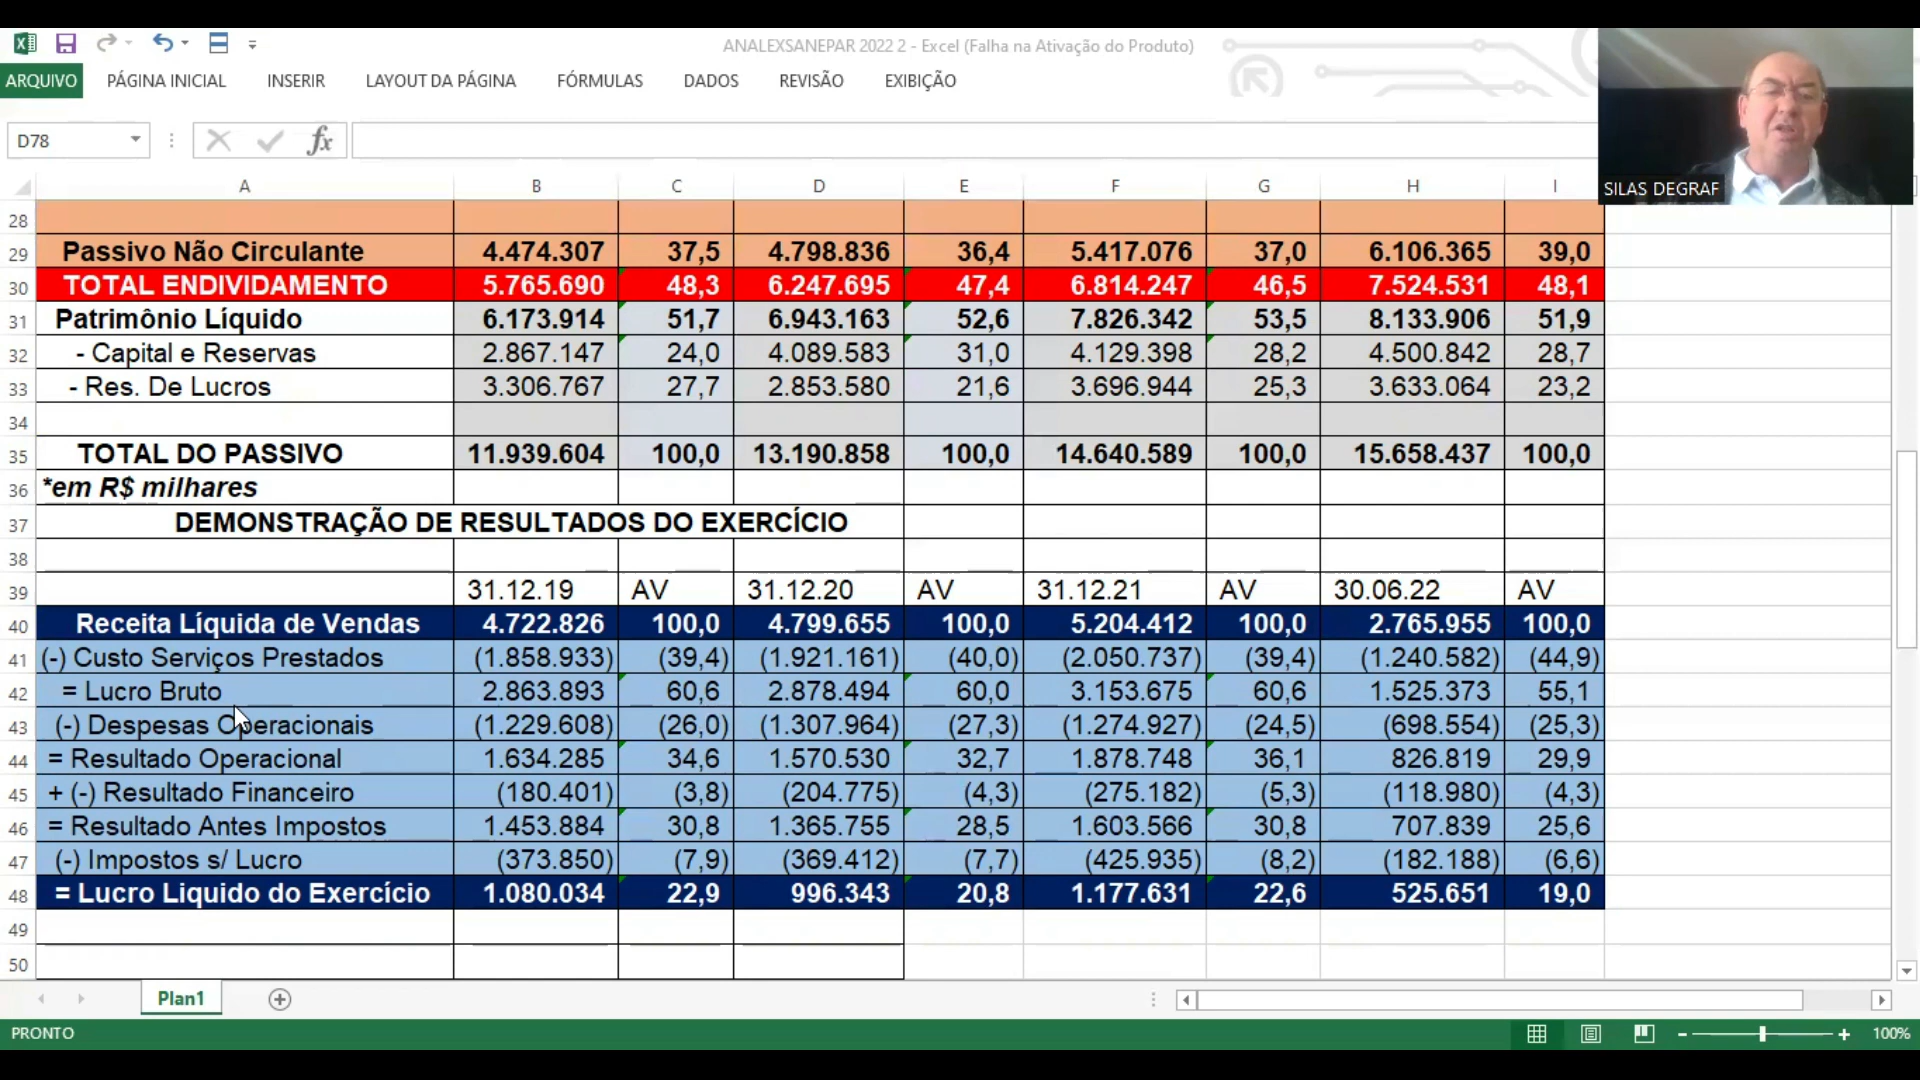 ANALEXSANEPAR 2022 2 - Excel (Falha na Ativação do Produto)
ARQUIVO PÁGINA INICIAL INSERIR LAYOUT DA PÁGINA FÓRMULAS DADOS REVISÃO EXIBIÇÃO
SILAS DEGRAF
D78 fx
A B C D E F G H I
28
29 Passivo Não Circulante 4.474.307 37,5 4.798.836 36,4 5.417.076 37,0 6.106.365 39,0
30 TOTAL ENDIVIDAMENTO 5.765.690 48,3 6.247.695 47,4 6.814.247 46,5 7.524.531 48,1
31 Patrimônio Líquido 6.173.914 51,7 6.943.163 52,6 7.826.342 53,5 8.133.906 51,9
32 - Capital e Reservas 2.867.147 24,0 4.089.583 31,0 4.129.398 28,2 4.500.842 28,7
33 - Res. De Lucros 3.306.767 27,7 2.853.580 21,6 3.696.944 25,3 3.633.064 23,2
34
35 TOTAL DO PASSIVO 11.939.604 100,0 13.190.858 100,0 14.640.589 100,0 15.658.437 100,0
36 *em R$ milhares
37 DEMONSTRAÇÃO DE RESULTADOS DO EXERCÍCIO
38
39 31.12.19 AV 31.12.20 AV 31.12.21 AV 30.06.22 AV
40 Receita Líquida de Vendas 4.722.826 100,0 4.799.655 100,0 5.204.412 100,0 2.765.955 100,0
41 (-) Custo Serviços Prestados (1.858.933) (39,4) (1.921.161) (40,0) (2.050.737) (39,4) (1.240.582) (44,9)
42 = Lucro Bruto 2.863.893 60,6 2.878.494 60,0 3.153.675 60,6 1.525.373 55,1
43 (-) Despesas Operacionais (1.229.608) (26,0) (1.307.964) (27,3) (1.274.927) (24,5) (698.554) (25,3)
44 = Resultado Operacional 1.634.285 34,6 1.570.530 32,7 1.878.748 36,1 826.819 29,9
45 + (-) Resultado Financeiro (180.401) (3,8) (204.775) (4,3) (275.182) (5,3) (118.980) (4,3)
46 = Resultado Antes Impostos 1.453.884 30,8 1.365.755 28,5 1.603.566 30,8 707.839 25,6
47 (-) Impostos s/ Lucro (373.850) (7,9) (369.412) (7,7) (425.935) (8,2) (182.188) (6,6)
48 = Lucro Liquido do Exercício 1.080.034 22,9 996.343 20,8 1.177.631 22,6 525.651 19,0
49
50
Plan1
PRONTO 100%